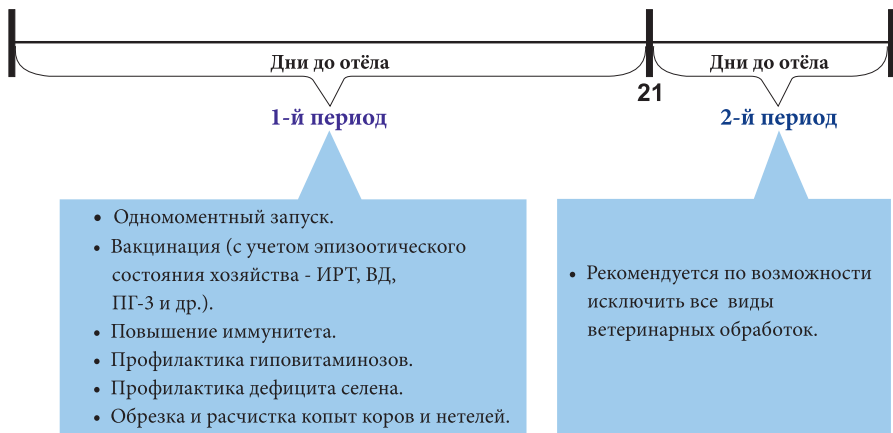 Дни до отёла
Дни до отёла
21
1-й период
2-й период
• Одномоментный запуск.
• Вакцинация (с учетом эпизоотического
состояния хозяйства - ИРТ, ВД,
ПГ-3 и др.).
• Повышение иммунитета.
• Профилактика гиповитаминозов.
• Профилактика дефицита селена.
• Обрезка и расчистка копыт коров и нетелей.
• Рекомендуется по возможности
исключить все виды
ветеринарных обработок.